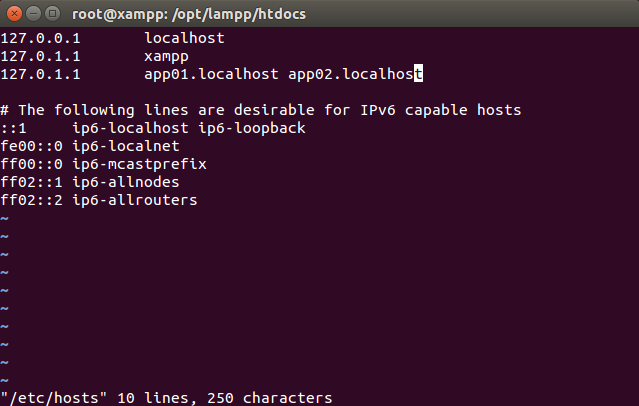 root@xampp: /opt/lampp/htdocs
127.0.0.1       localhost
127.0.1.1       xampp
127.0.1.1       app01.localhost app02.localhost

# The following lines are desirable for IPv6 capable hosts
::1     ip6-localhost ip6-loopback
fe00::0 ip6-localnet
ff00::0 ip6-mcastprefix
ff02::1 ip6-allnodes
ff02::2 ip6-allrouters
~
~
~
~
~
~
~
~
~
~
"/etc/hosts" 10 lines, 250 characters